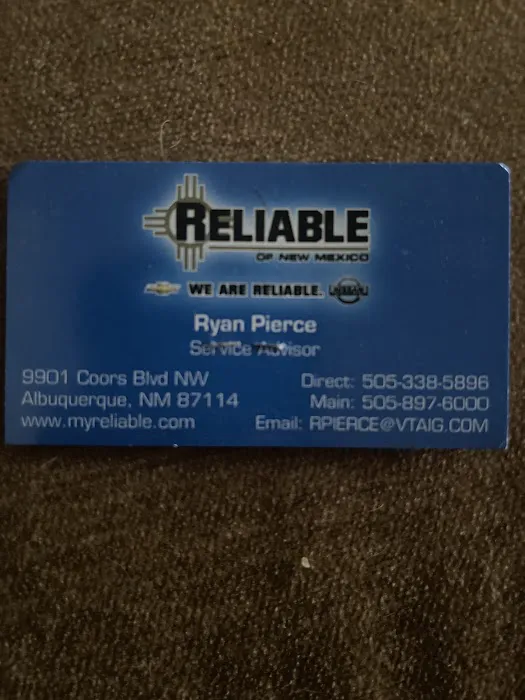 RELIABLE
OF NEW MEXICO
WE ARE RELIABLE.
NISSAN
Ryan Pierce
Service Advisor
9901 Coors Blvd NW
Albuquerque, NM 87114
www.myreliable.com
Direct: 505-338-5896
Main: 505-897-6000
Email: RPIERCE@VTAIG.COM